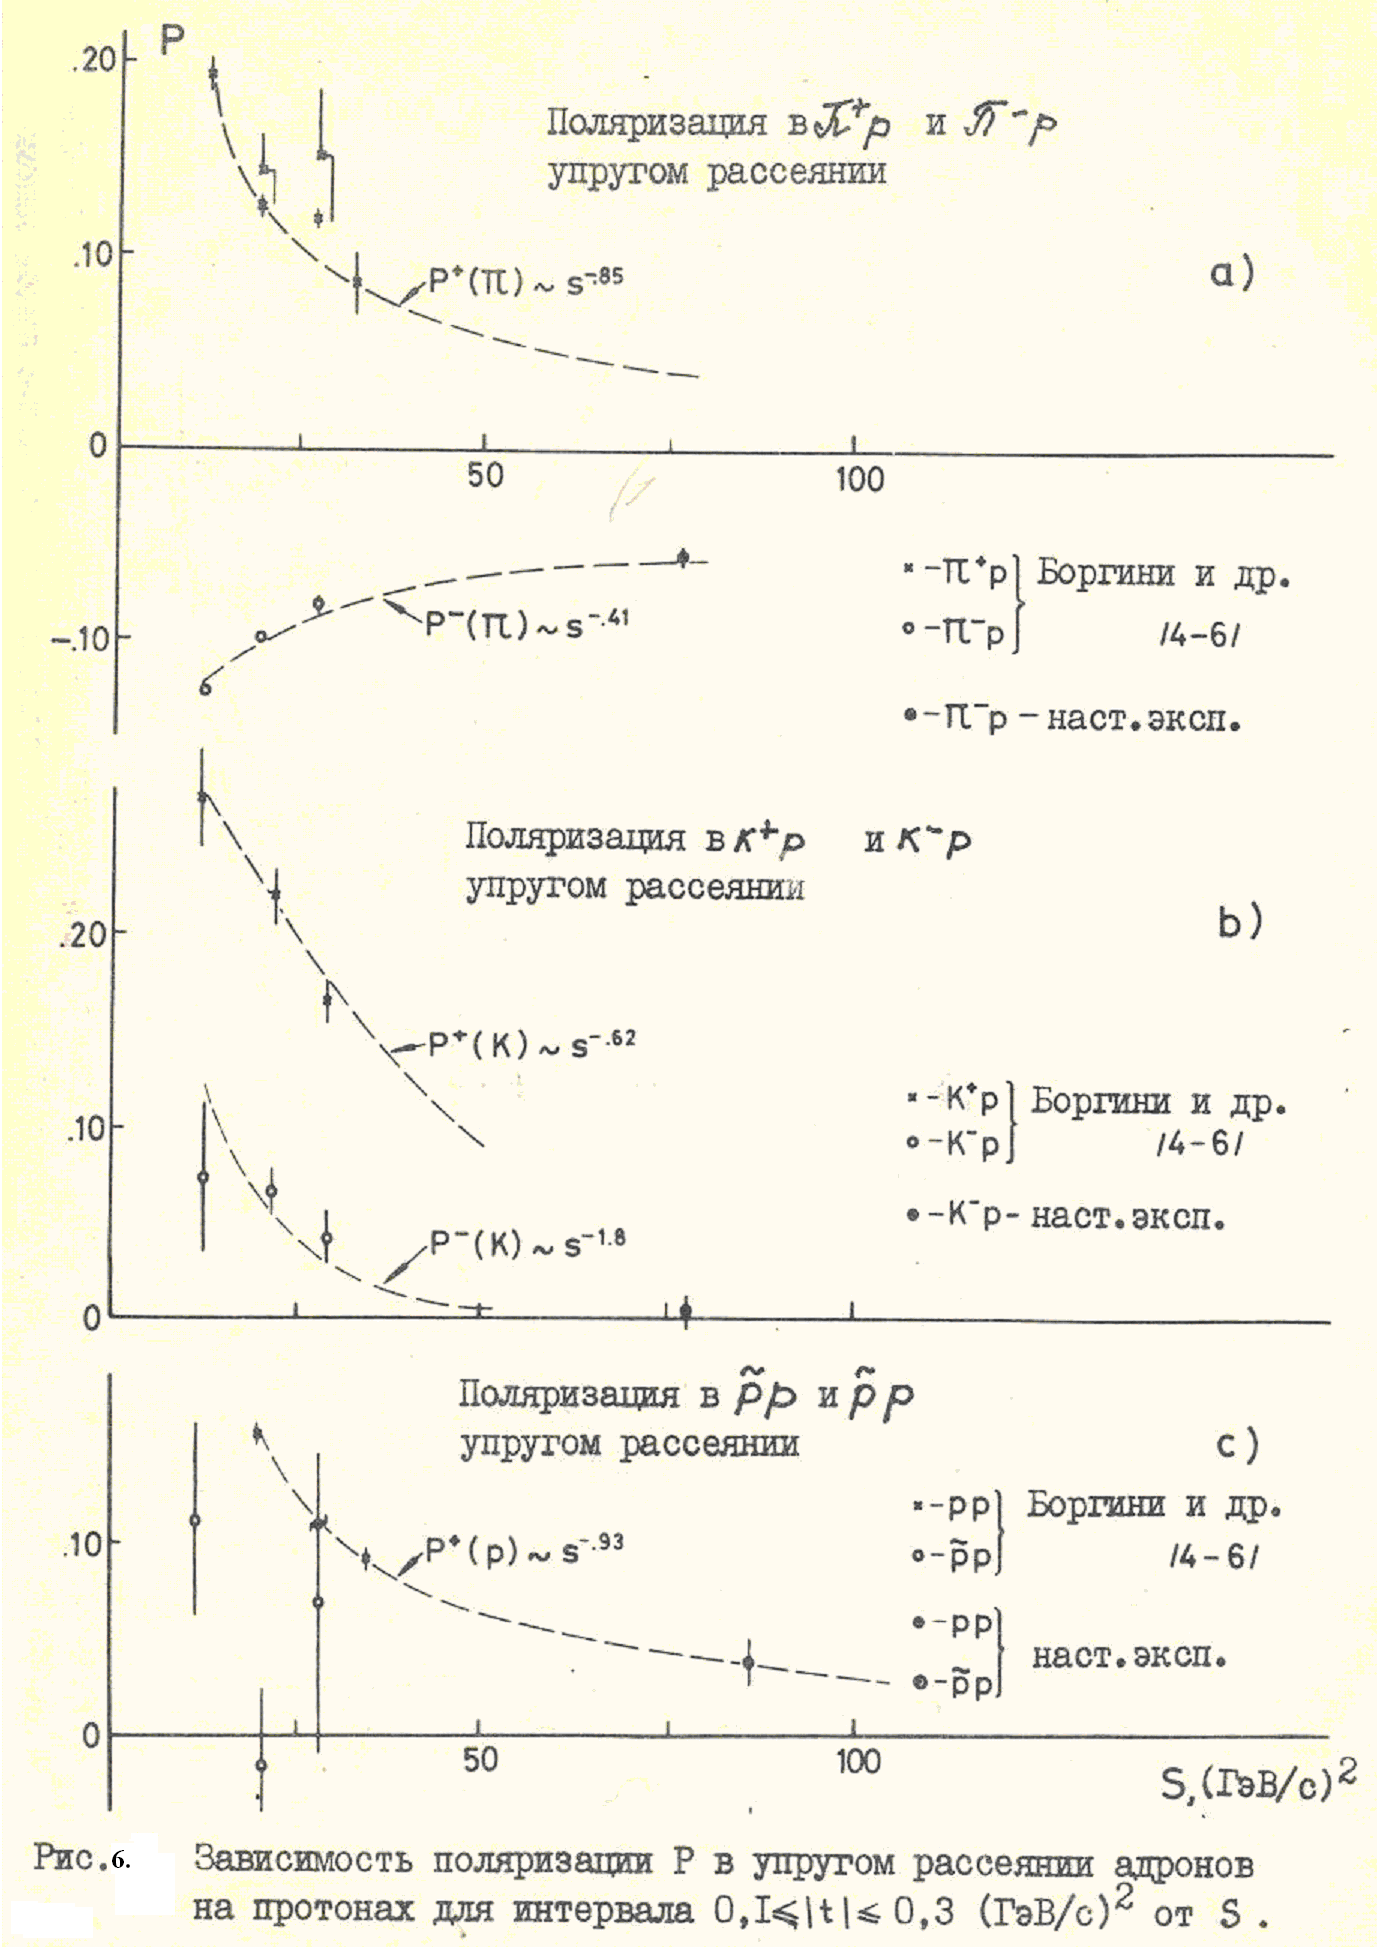 P
.20
Поляризация в π⁺p и π⁻p
упругом рассеянии
.10
P⁺(π) ~ s⁻·⁸⁵
a)
0
50
100
-π⁺p
-π⁻p
Боргини и др.
/4-6/
-.10
P⁻(π) ~ s⁻·⁴¹
-π⁻p - наст.эксп.
Поляризация в K⁺p и K⁻p
упругом рассеянии
b)
.20
P⁺(K) ~ s⁻·⁶²
.10
-K⁺p
-K⁻p
Боргини и др.
/4-6/
-K⁻p- наст.эксп.
P⁻(K) ~ s⁻¹·⁸
0
Поляризация в p̃p и p̃p
упругом рассеянии
c)
-pp
-p̃p
Боргини и др.
/4-6/
.10
P⁺(p) ~ s⁻·⁹³
-pp
-p̃p
наст.эксп.
0
50
100
S,(ГэВ/с)²
Рис.6. Зависимость поляризации P в упругом рассеянии адронов
на протонах для интервала 0,I≤|t|≤ 0,3 (ГэВ/с)² от S .